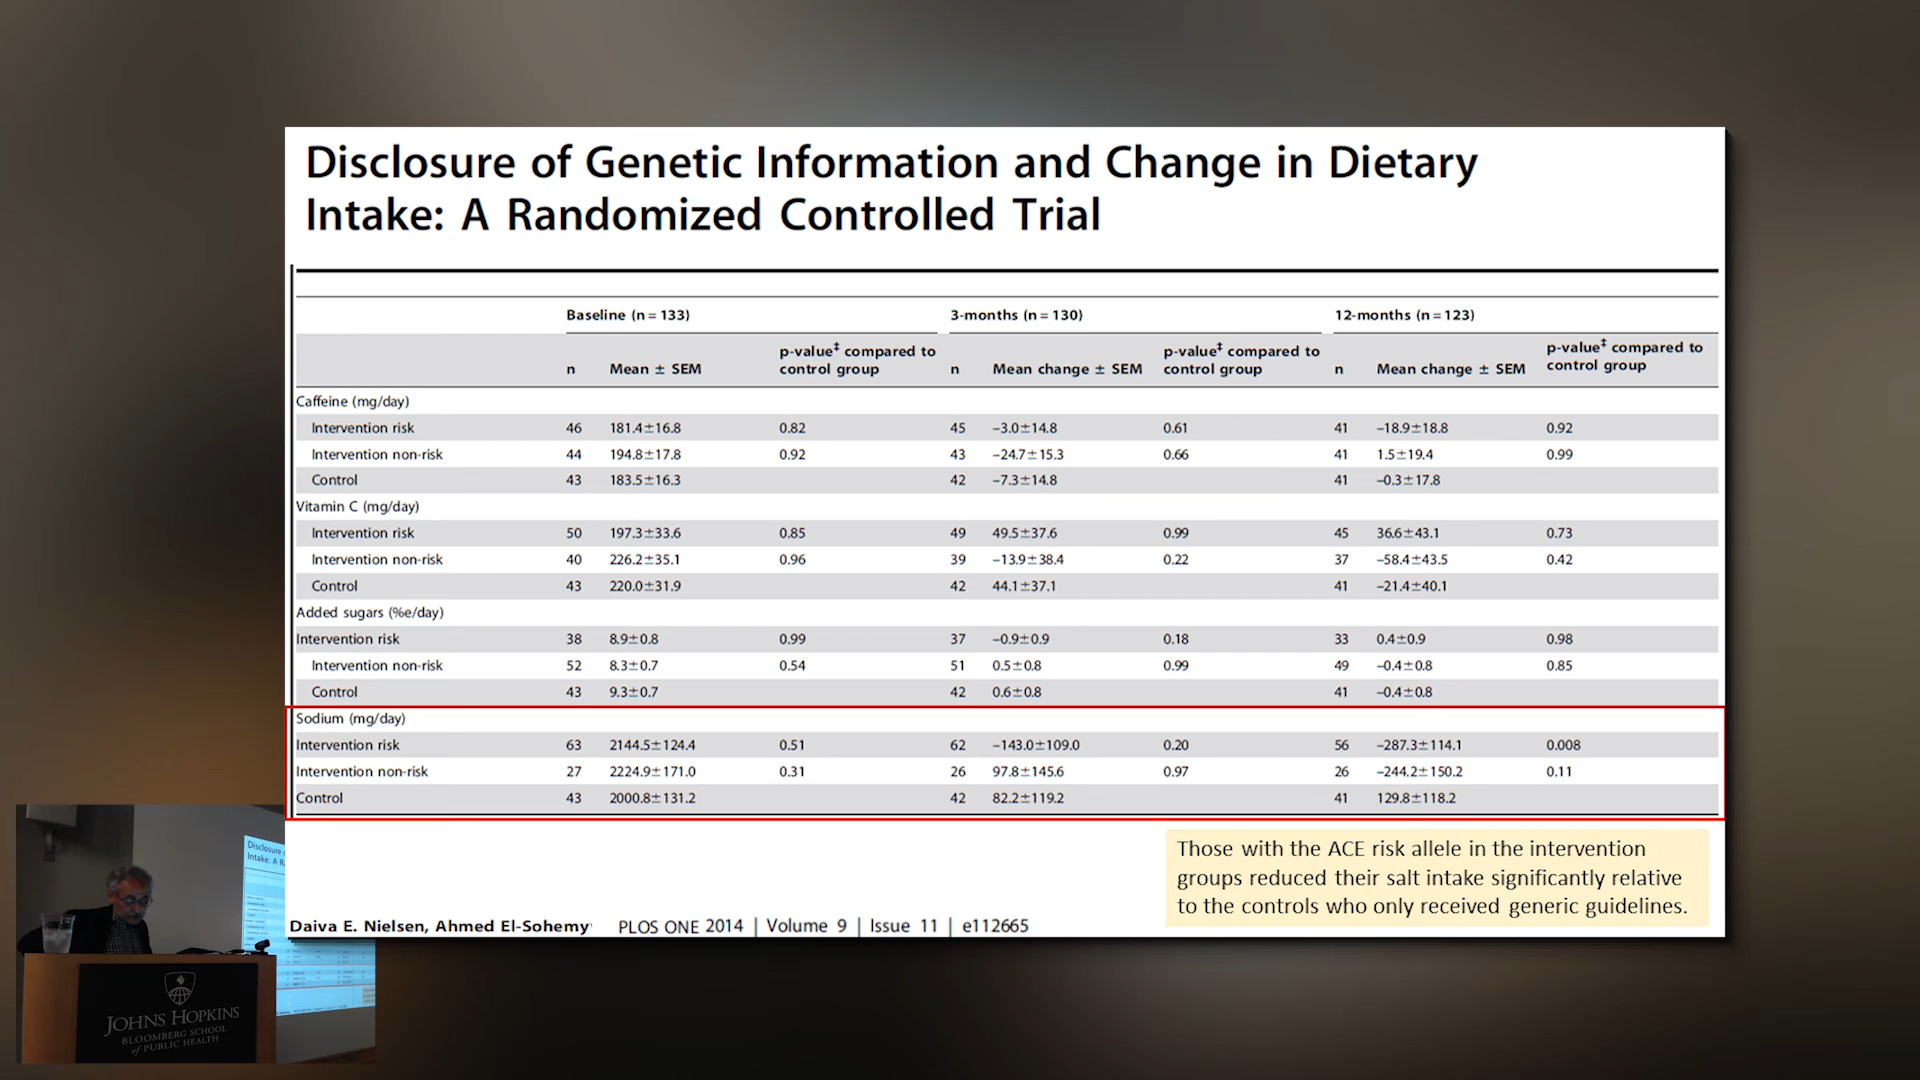 Disclosure of Genetic Information and Change in Dietary
Intake: A Randomized Controlled Trial
Baseline (n = 133) 3-months (n = 130) 12-months (n = 123)
n Mean ± SEM p-value‡ compared to control group n Mean change ± SEM p-value‡ compared to control group n Mean change ± SEM p-value‡ compared to control group
Caffeine (mg/day)
Intervention risk 46 181.4±16.8 0.82 45 –3.0±14.8 0.61 41 –18.9±18.8 0.92
Intervention non-risk 44 194.8±17.8 0.92 43 –24.7±15.3 0.66 41 1.5±19.4 0.99
Control 43 183.5±16.3 42 –7.3±14.8 41 –0.3±17.8
Vitamin C (mg/day)
Intervention risk 50 197.3±33.6 0.85 49 49.5±37.6 0.99 45 36.6±43.1 0.73
Intervention non-risk 40 226.2±35.1 0.96 39 –13.9±38.4 0.22 37 –58.4±43.5 0.42
Control 43 220.0±31.9 42 44.1±37.1 41 –21.4±40.1
Added sugars (%e/day)
Intervention risk 38 8.9±0.8 0.99 37 –0.9±0.9 0.18 33 0.4±0.9 0.98
Intervention non-risk 52 8.3±0.7 0.54 51 0.5±0.8 0.99 49 –0.4±0.8 0.85
Control 43 9.3±0.7 42 0.6±0.8 41 –0.4±0.8
Sodium (mg/day)
Intervention risk 63 2144.5±124.4 0.51 62 –143.0±109.0 0.20 56 –287.3±114.1 0.008
Intervention non-risk 27 2224.9±171.0 0.31 26 97.8±145.6 0.97 26 –244.2±150.2 0.11
Control 43 2000.8±131.2 42 82.2±119.2 41 129.8±118.2
Those with the ACE risk allele in the intervention
groups reduced their salt intake significantly relative
to the controls who only received generic guidelines.
Daiva E. Nielsen, Ahmed El-Sohemy PLOS ONE 2014 | Volume 9 | Issue 11 | e112665
Disclosure
Intake: A R
JOHNS HOPKINS
BLOOMBERG SCHOOL
of PUBLIC HEALTH